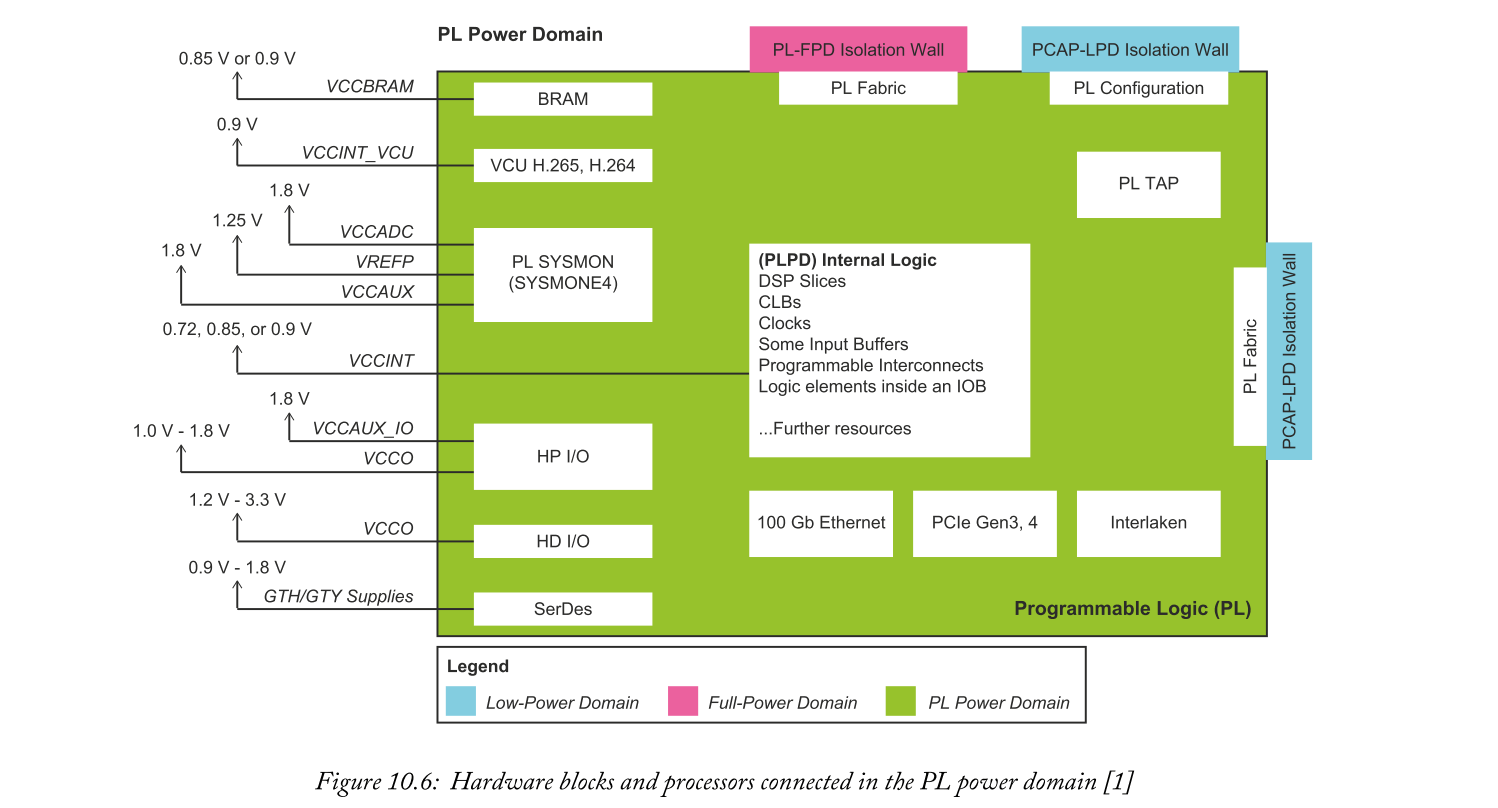 PL Power Domain
PL-FPD Isolation Wall
PCAP-LPD Isolation Wall
0.85 V or 0.9 V
VCCBRAM
BRAM
PL Fabric
PL Configuration
0.9 V
VCCINT_VCU
VCU H.265, H.264
PL TAP
1.8 V
1.25 V
1.8 V
VCCADC
VREFP
VCCAUX
PL SYSMON
(SYSMONE4)
0.72, 0.85, or 0.9 V
VCCINT
(PLPD) Internal Logic
DSP Slices
CLBs
Clocks
Some Input Buffers
Programmable Interconnects
Logic elements inside an IOB
...Further resources
PL Fabric
PCAP-LPD Isolation Wall
1.8 V
1.0 V - 1.8 V
VCCAUX_IO
VCCO
HP I/O
1.2 V - 3.3 V
VCCO
HD I/O
100 Gb Ethernet
PCIe Gen3, 4
Interlaken
0.9 V - 1.8 V
GTH/GTY Supplies
SerDes
Programmable Logic (PL)
Legend
Low-Power Domain
Full-Power Domain
PL Power Domain
Figure 10.6: Hardware blocks and processors connected in the PL power domain [1]